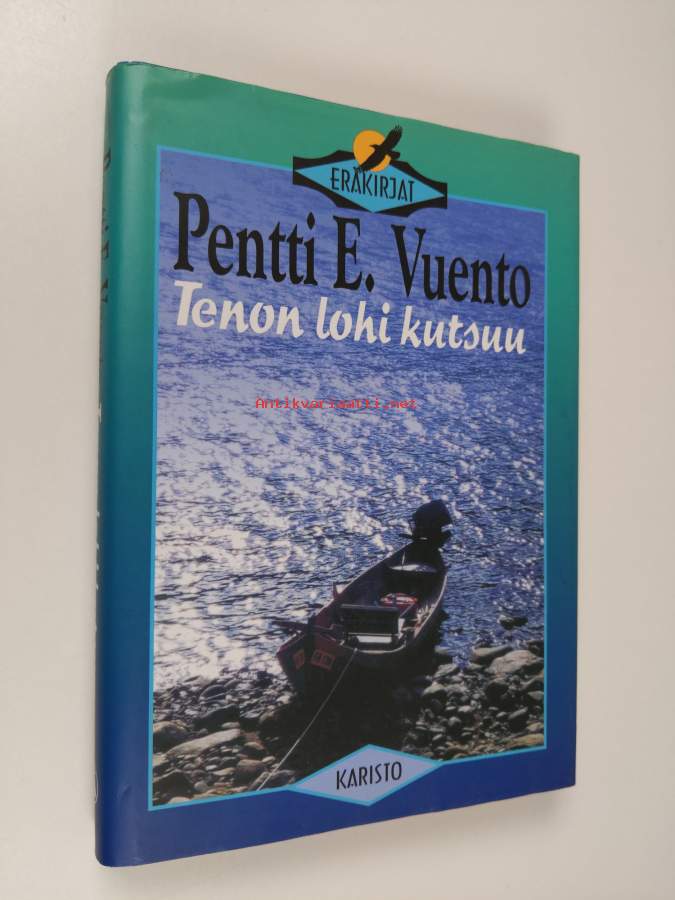 ERÄKIRJAT
Pentti E. Vuento
Tenon lohi kutsuu
Antikvariaatti.net
KARISTO